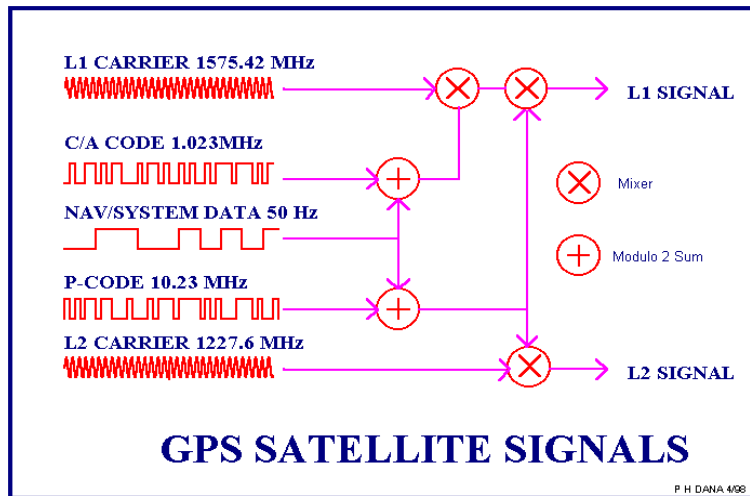 L1 CARRIER 1575.42 MHz
L1 SIGNAL
C/A CODE 1.023MHz
Mixer
NAV/SYSTEM DATA 50 Hz
Modulo 2 Sum
P-CODE 10.23 MHz
L2 CARRIER 1227.6 MHz
L2 SIGNAL
GPS SATELLITE SIGNALS
P H DANA 4/98